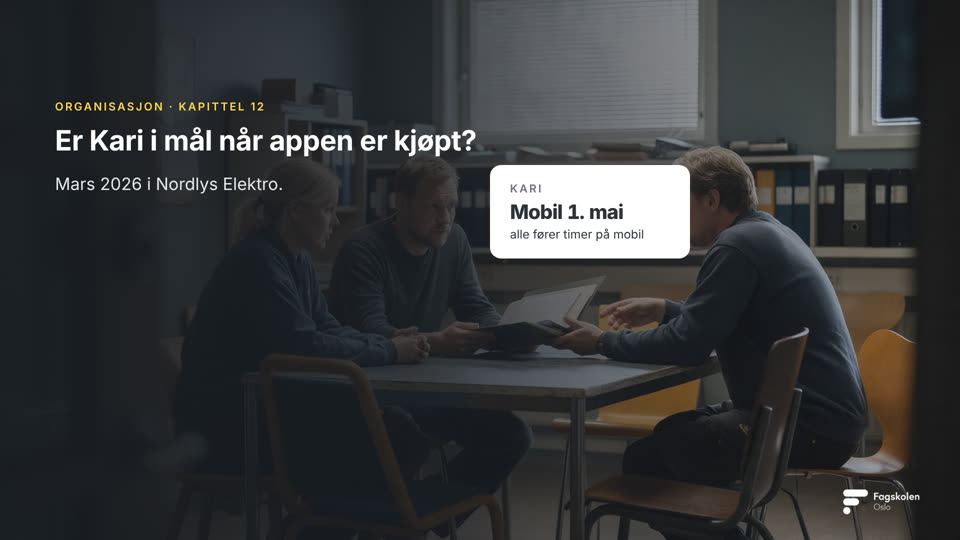 ORGANISASJON · KAPITTEL 12
Er Kari i mål når appen er kjøpt?
Mars 2026 i Nordlys Elektro.
KARI
Mobil 1. mai
alle fører timer på mobil
Fagskolen
Oslo